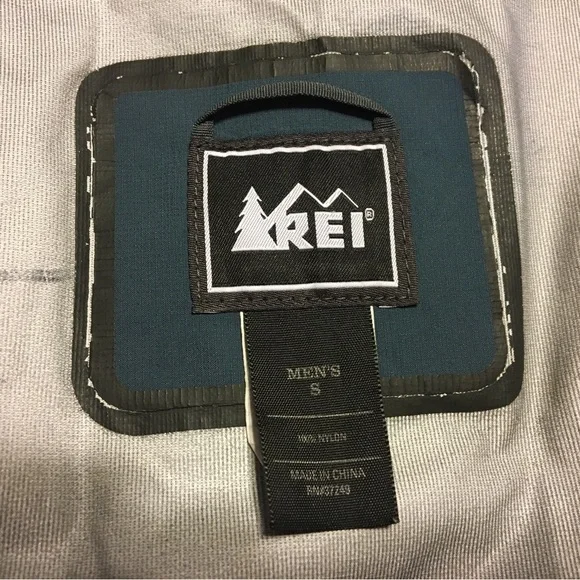 REI®
MEN'S
S
100% NYLON
MADE IN CHINA
RN#37249